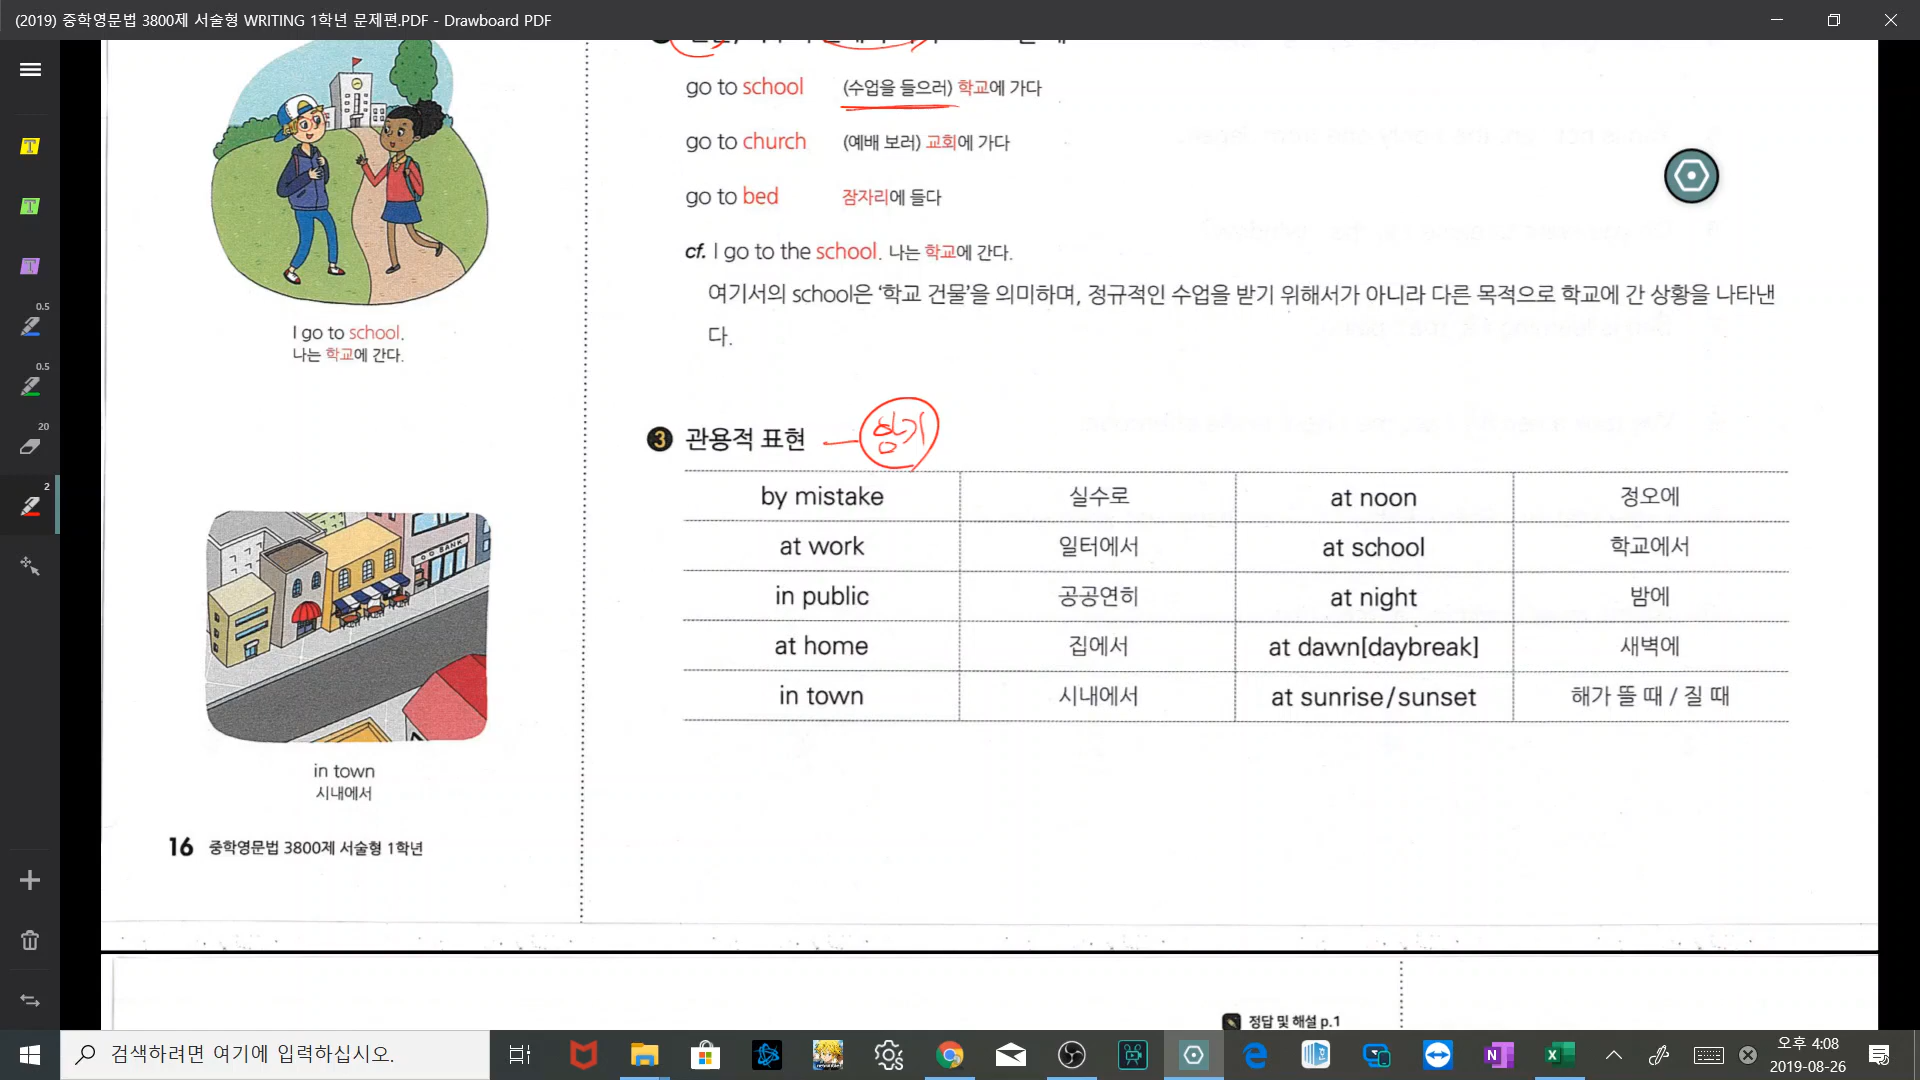 (2019) 중학영문법 3800제 서술형 WRITING 1학년 문제편.PDF - Drawboard PDF
go to school (수업을 들으러) 학교에 가다
go to church (예배 보러) 교회에 가다
go to bed 잠자리에 들다
cf. I go to the school. 나는 학교에 간다.
여기서의 school은 ‘학교 건물’을 의미하며, 정규적인 수업을 받기 위해서가 아니라 다른 목적으로 학교에 간 상황을 나타낸
다.
I go to school.
나는 학교에 간다.
3 관용적 표현 암기
by mistake 실수로 at noon 정오에
at work 일터에서 at school 학교에서
in public 공공연히 at night 밤에
at home 집에서 at dawn[daybreak] 새벽에
in town 시내에서 at sunrise/sunset 해가 뜰 때 / 질 때
BANK
in town
시내에서
16 중학영문법 3800제 서술형 1학년
정답 및 해설 p.1
0.5
0.5
20
2
검색하려면 여기에 입력하십시오.
오후 4:08
2019-08-26